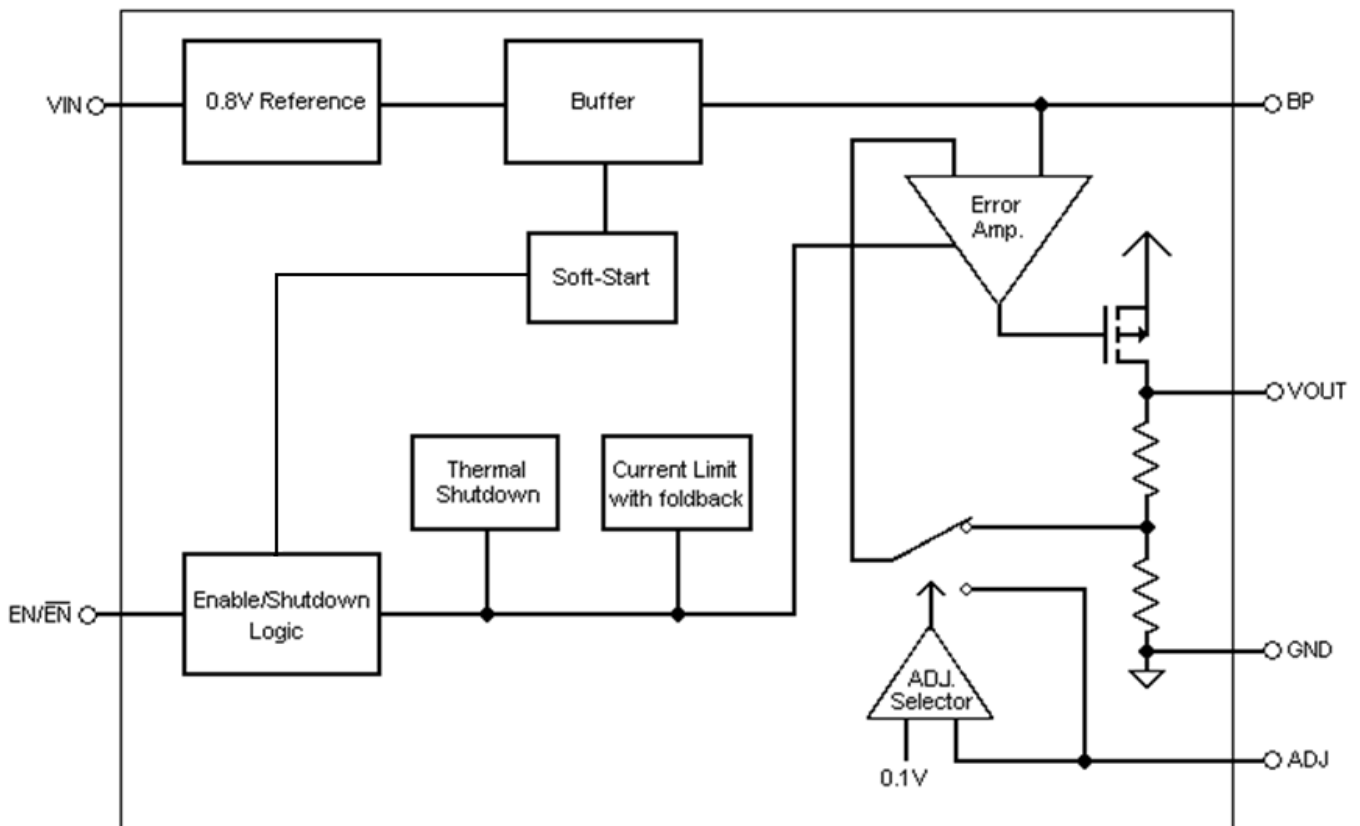 VIN
0.8V Reference
Buffer
BP
Error
Amp.
Soft-Start
VOUT
Thermal
Shutdown
Current Limit
with foldback
EN/E̅N̅
Enable/Shutdown
Logic
GND
ADJ.
Selector
0.1V
ADJ